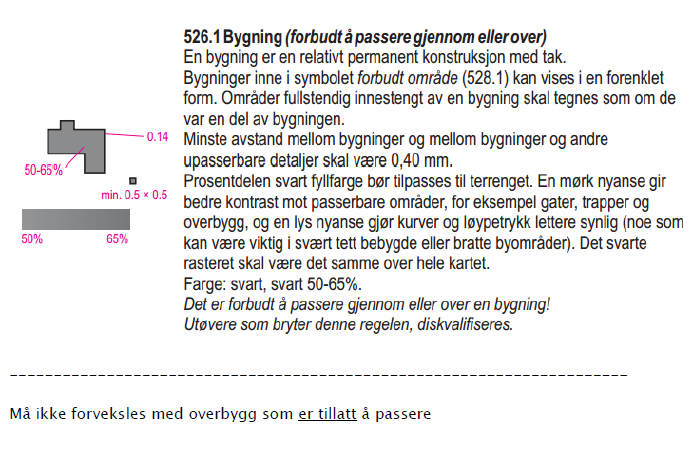 526.1 Bygning (forbudt å passere gjennom eller over)
En bygning er en relativt permanent konstruksjon med tak.
Bygninger inne i symbolet forbudt område (528.1) kan vises i en forenklet
form. Områder fullstendig innestengt av en bygning skal tegnes som om de
var en del av bygningen.
Minste avstand mellom bygninger og mellom bygninger og andre
upasserbare detaljer skal være 0,40 mm.
Prosentdelen svart fyllfarge bør tilpasses til terrenget. En mørk nyanse gir
bedre kontrast mot passerbare områder, for eksempel gater, trapper og
overbygg, og en lys nyanse gjør kurver og løypetrykk lettere synlig (noe som
kan være viktig i svært tett bebygde eller bratte byområder). Det svarte
rasteret skal være det samme over hele kartet.
Farge: svart, svart 50-65%.
Det er forbudt å passere gjennom eller over en bygning!
Utøvere som bryter denne regelen, diskvalifiseres.
0.14
50-65%
min. 0.5 × 0.5
50% 65%
Må ikke forveksles med overbygg som er tillatt å passere